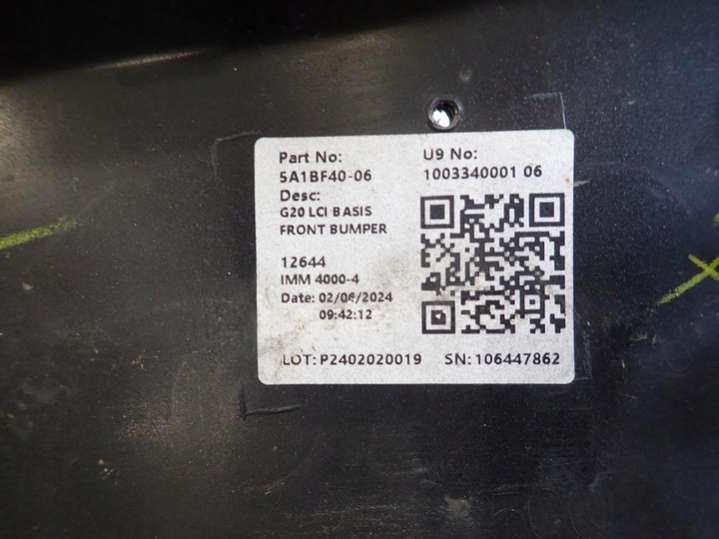 Part No:
5A1BF40-06
Desc:
G20 LCI BASIS
FRONT BUMPER
12644
IMM 4000-4
Date: 02/06/2024
09:42:12
U9 No:
1003340001 06
LOT: P2402020019 SN: 106447862